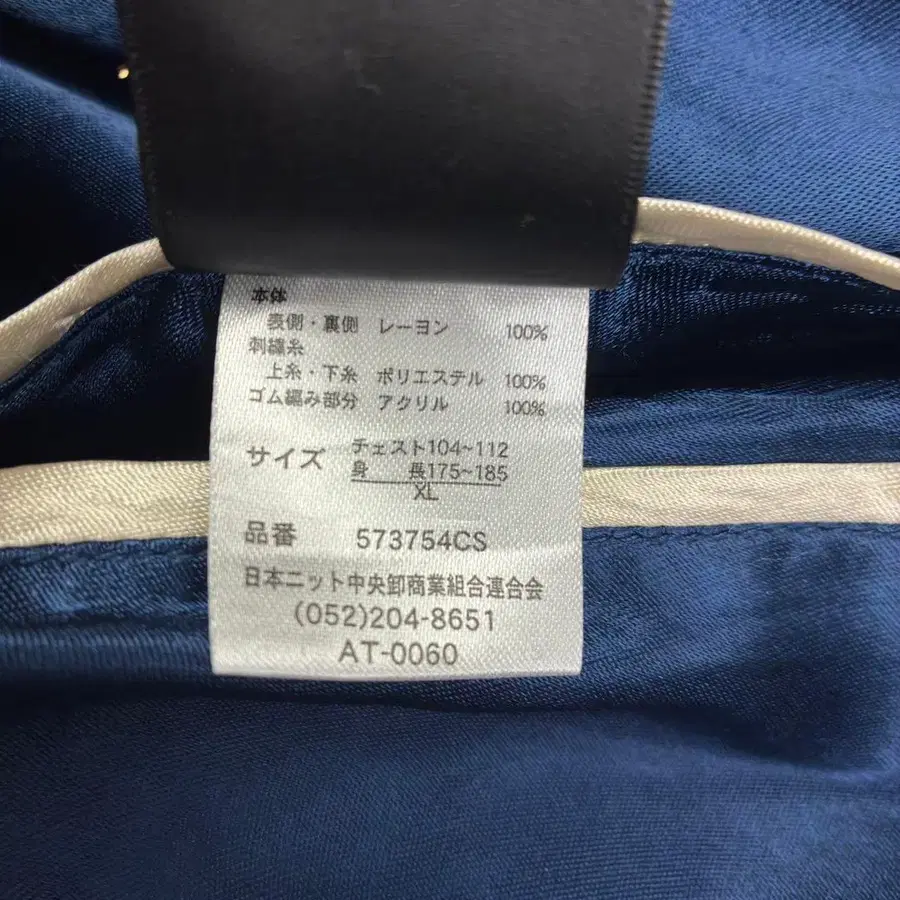 本体
表側・裏側 レーヨン 100%
刺繍糸
上糸・下糸 ポリエステル 100%
ゴム編み部分 アクリル 100%
サイズ チェスト104~112
身 長175~185
XL
品番 573754CS
日本ニット中央卸商業組合連合会
(052)204-8651
AT-0060